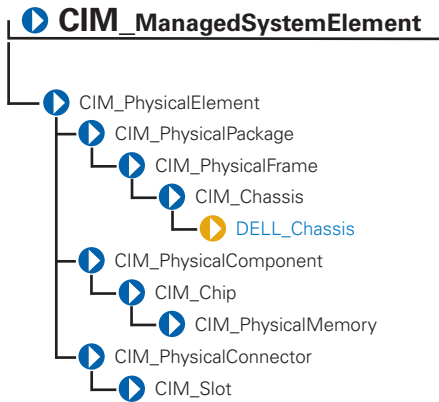 CIM_ManagedSystemElement
CIM_PhysicalElement
CIM_PhysicalPackage
CIM_PhysicalFrame
CIM_Chassis
DELL_Chassis
CIM_PhysicalComponent
CIM_Chip
CIM_PhysicalMemory
CIM_PhysicalConnector
CIM_Slot